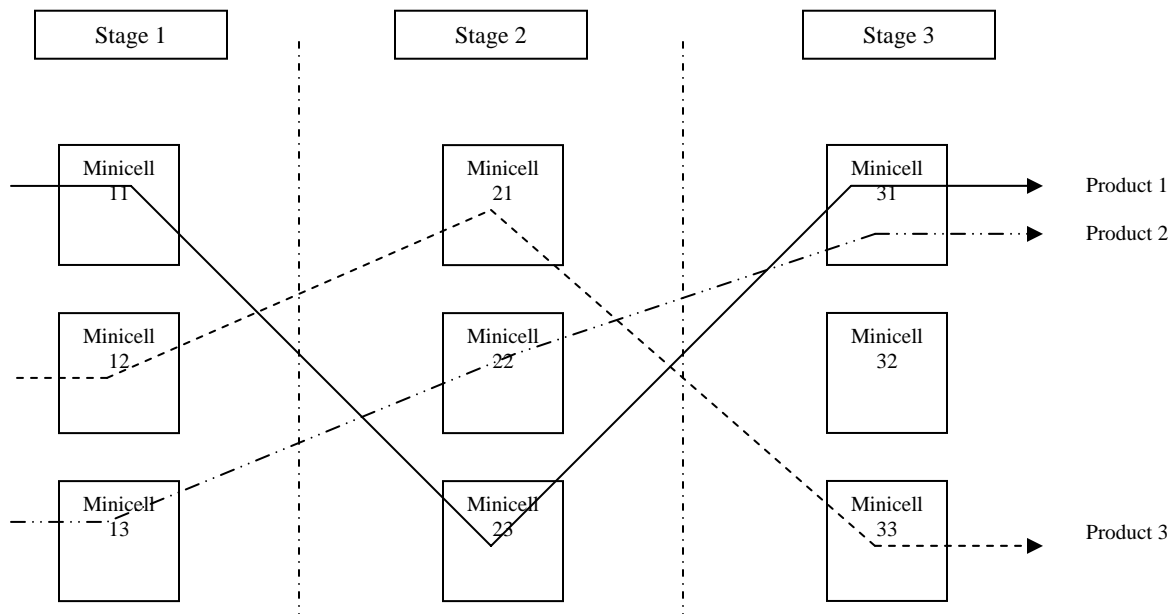 Stage 1
Stage 2
Stage 3
Minicell
11
Minicell
21
Minicell
31
Product 1
Product 2
Minicell
12
Minicell
22
Minicell
32
Minicell
13
Minicell
23
Minicell
33
Product 3